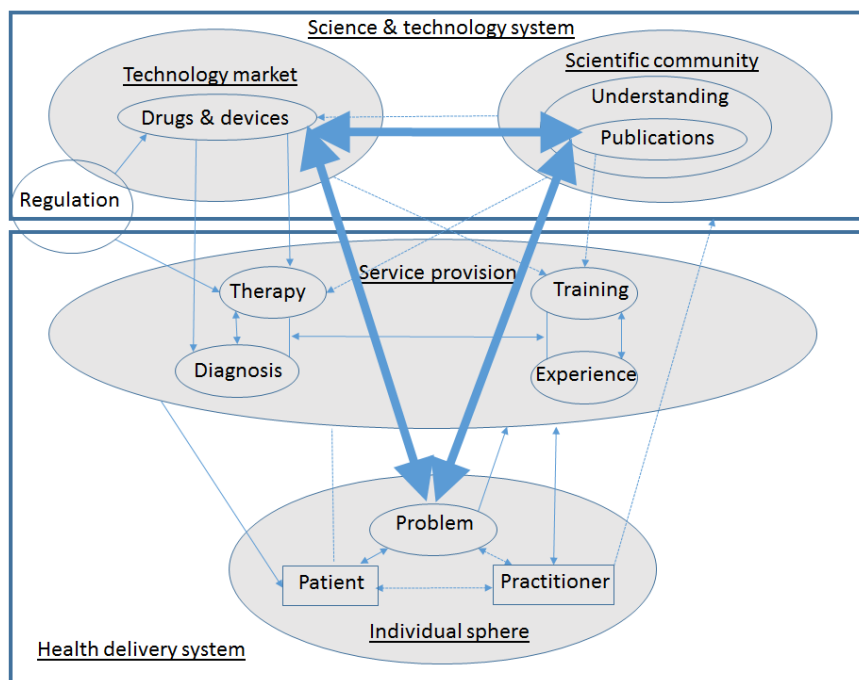 Science & technology system
Technology market
Scientific community
Drugs & devices
Understanding
Publications
Regulation
Service provision
Therapy
Training
Diagnosis
Experience
Problem
Patient
Practitioner
Individual sphere
Health delivery system